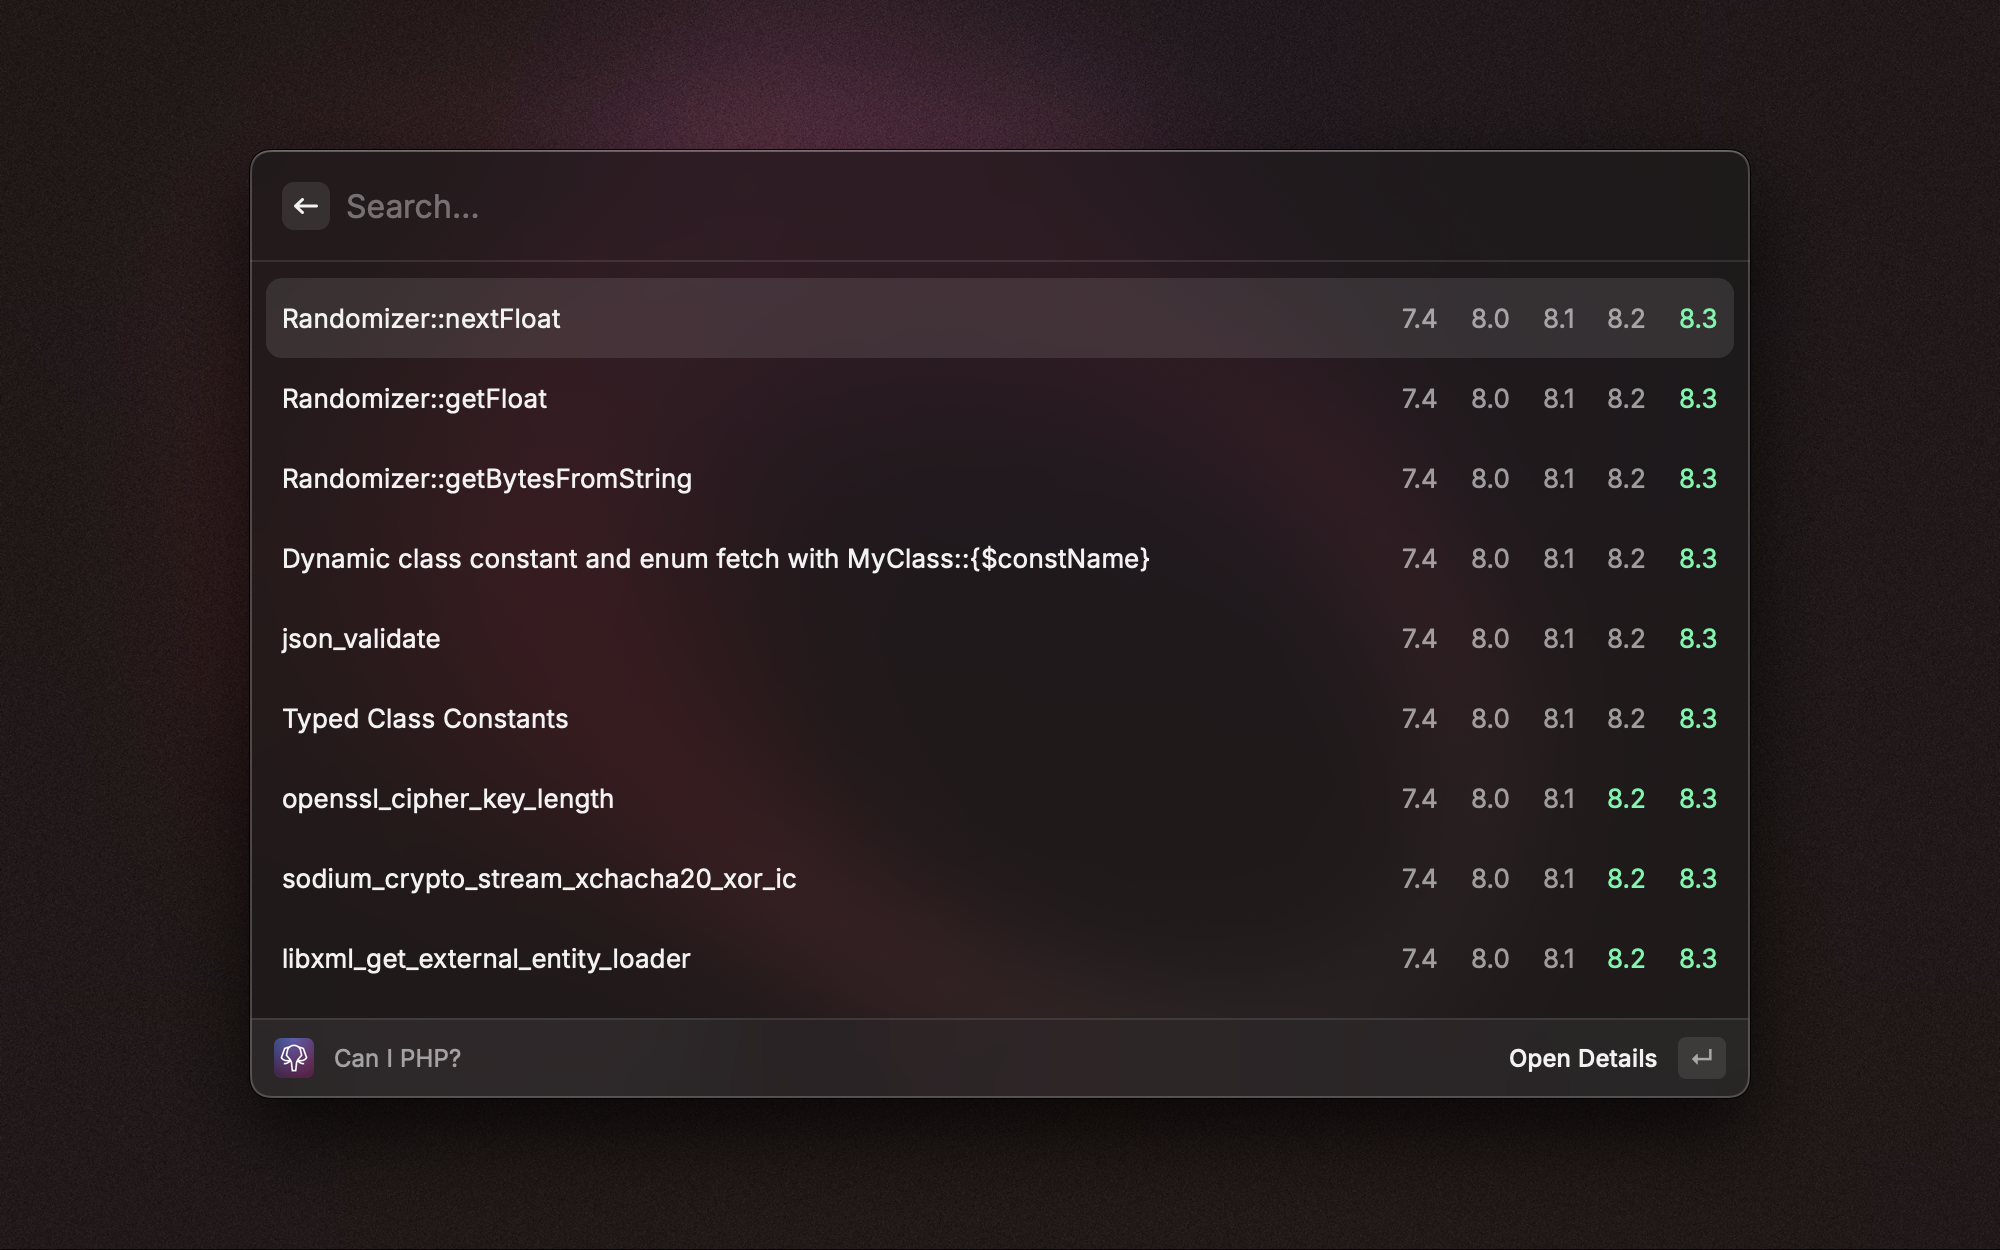 Search...
Randomizer::nextFloat 7.4 8.0 8.1 8.2 8.3
Randomizer::getFloat 7.4 8.0 8.1 8.2 8.3
Randomizer::getBytesFromString 7.4 8.0 8.1 8.2 8.3
Dynamic class constant and enum fetch with MyClass::{$constName} 7.4 8.0 8.1 8.2 8.3
json_validate 7.4 8.0 8.1 8.2 8.3
Typed Class Constants 7.4 8.0 8.1 8.2 8.3
openssl_cipher_key_length 7.4 8.0 8.1 8.2 8.3
sodium_crypto_stream_xchacha20_xor_ic 7.4 8.0 8.1 8.2 8.3
libxml_get_external_entity_loader 7.4 8.0 8.1 8.2 8.3
Can I PHP? Open Details